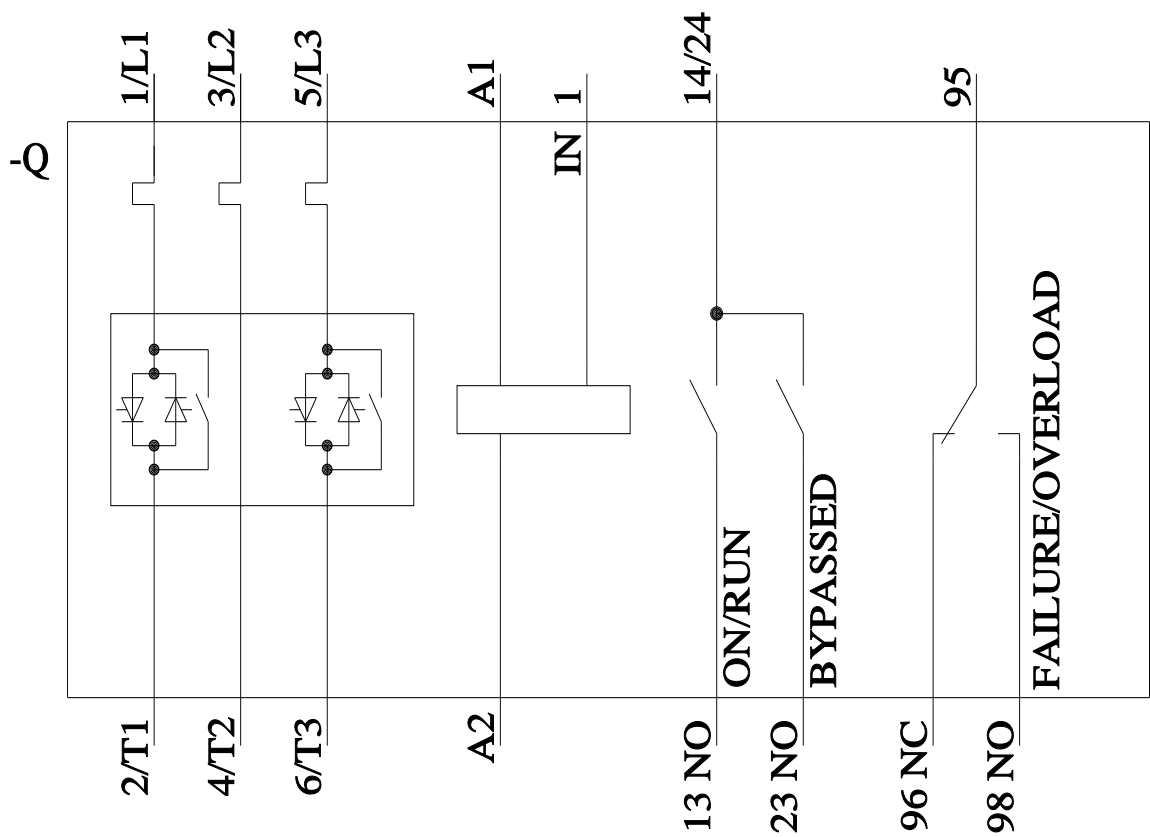 -Q
1/L1
3/L2
5/L3
A1
IN 1
14/24
95
ON/RUN
BYPASSED
FAILURE/OVERLOAD
2/T1
4/T2
6/T3
A2
13 NO
23 NO
96 NC
98 NO